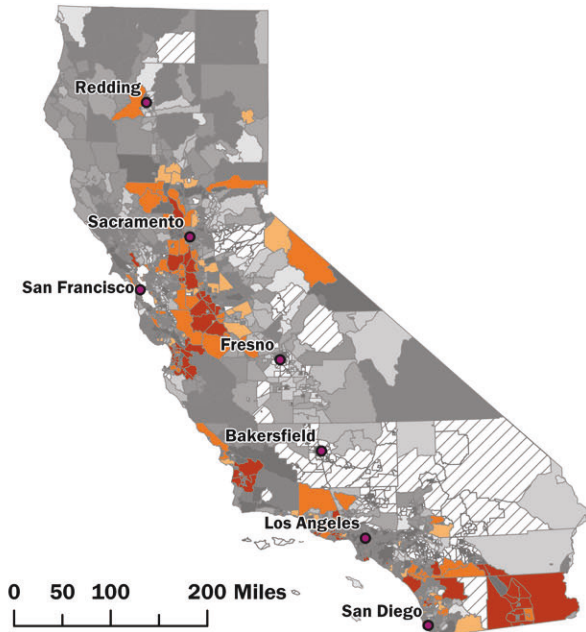 Redding
Sacramento
San Francisco
Fresno
Bakersfield
Los Angeles
0 50 100 200 Miles
San Diego